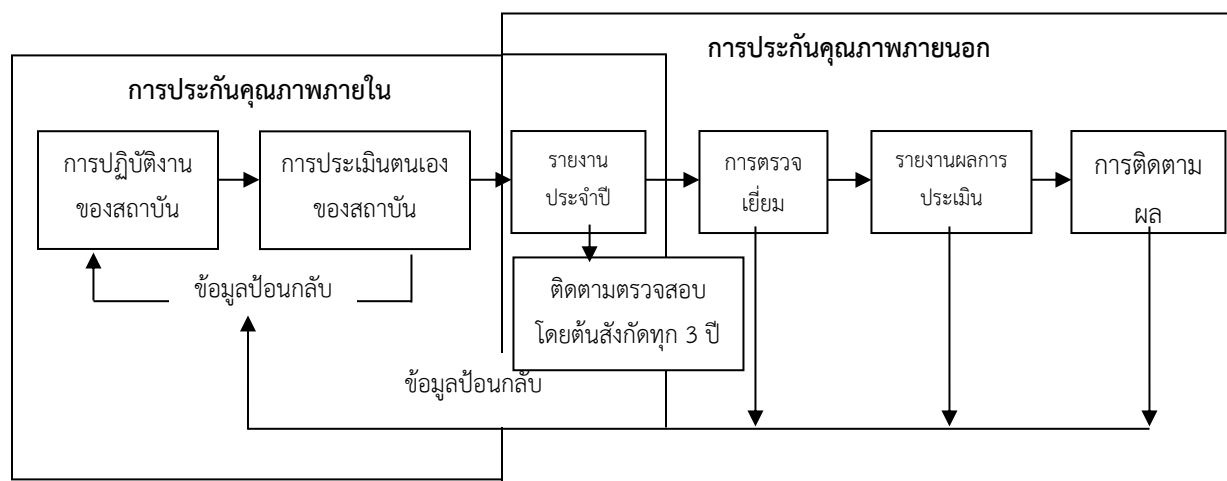 การประกันคุณภาพภายนอก
การประกันคุณภาพภายใน
การปฏิบัติงาน
ของสถาบัน
การประเมินตนเอง
ของสถาบัน
รายงาน
ประจำปี
การตรวจ
เยี่ยม
รายงานผลการ
ประเมิน
การติดตาม
ผล
ข้อมูลป้อนกลับ
ติดตามตรวจสอบ
โดยต้นสังกัดทุก 3 ปี
ข้อมูลป้อนกลับ